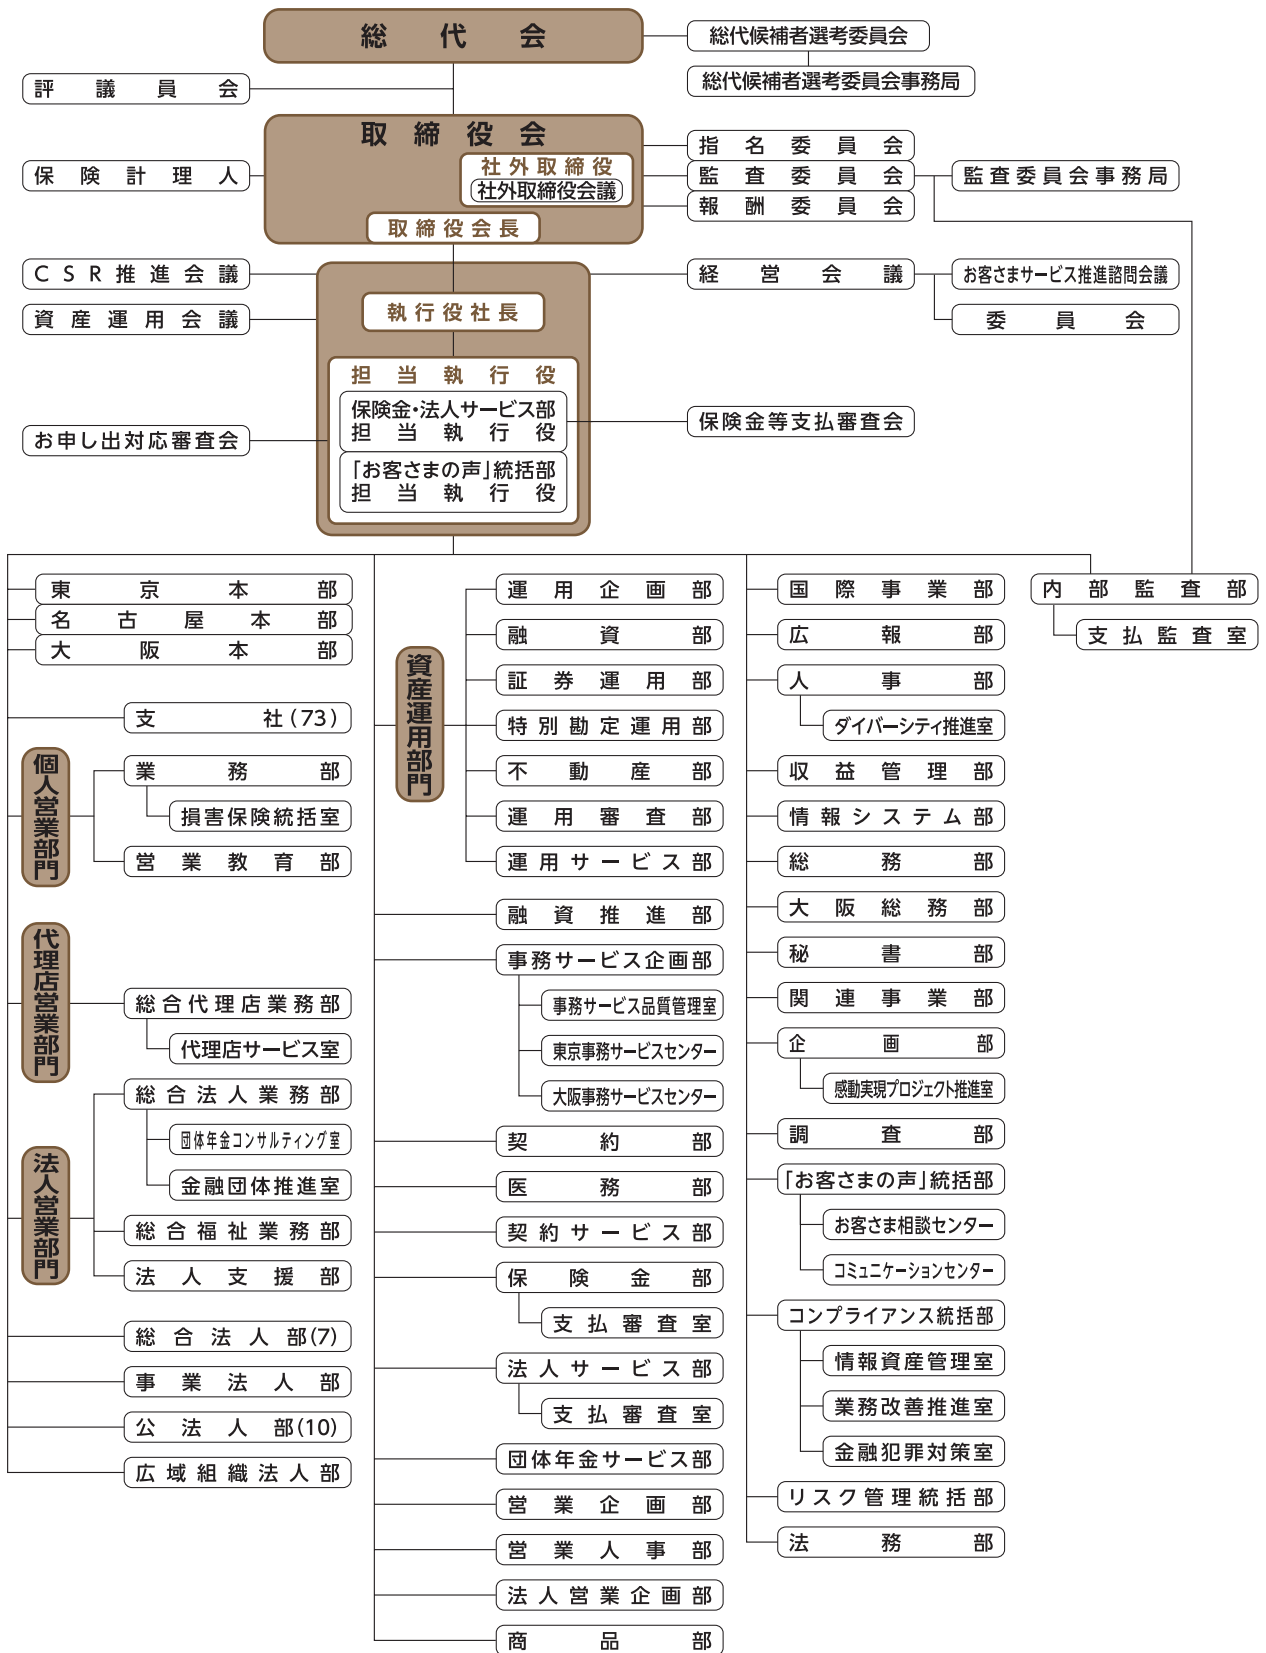 総代会
総代候補者選考委員会
総代候補者選考委員会事務局
評議員会
取締役会
社外取締役
社外取締役会議
取締役会長
保険計理人
指名委員会
監査委員会
報酬委員会
監査委員会事務局
CSR推進会議
資産運用会議
執行役社長
経営会議
お客さまサービス推進諮問会議
委員会
担当執行役
保険金・法人サービス部
担当執行役
「お客さまの声」統括部
担当執行役
お申し出対応審査会
保険金等支払審査会
東京本部
名古屋本部
大阪本部
支社(73)
個人営業部門
業務部
損害保険統括室
営業教育部
代理店営業部門
総合代理店業務部
代理店サービス室
法人営業部門
総合法人業務部
団体年金コンサルティング室
金融団体推進室
総合福祉業務部
法人支援部
総合法人部(7)
事業法人部
公法人部(10)
広域組織法人部
資産運用部門
運用企画部
融資部
証券運用部
特別勘定運用部
不動産部
運用審査部
運用サービス部
融資推進部
事務サービス企画部
事務サービス品質管理室
東京事務サービスセンター
大阪事務サービスセンター
契約部
医務部
契約サービス部
保険金部
支払審査室
法人サービス部
支払審査室
団体年金サービス部
営業企画部
営業人事部
法人営業企画部
商品部
国際事業部
広報部
人事部
ダイバーシティ推進室
収益管理部
情報システム部
総務部
大阪総務部
秘書部
関連事業部
企画部
感動実現プロジェクト推進室
調査部
「お客さまの声」統括部
お客さま相談センター
コミュニケーションセンター
コンプライアンス統括部
情報資産管理室
業務改善推進室
金融犯罪対策室
リスク管理統括部
法務部
内部監査部
支払監査室